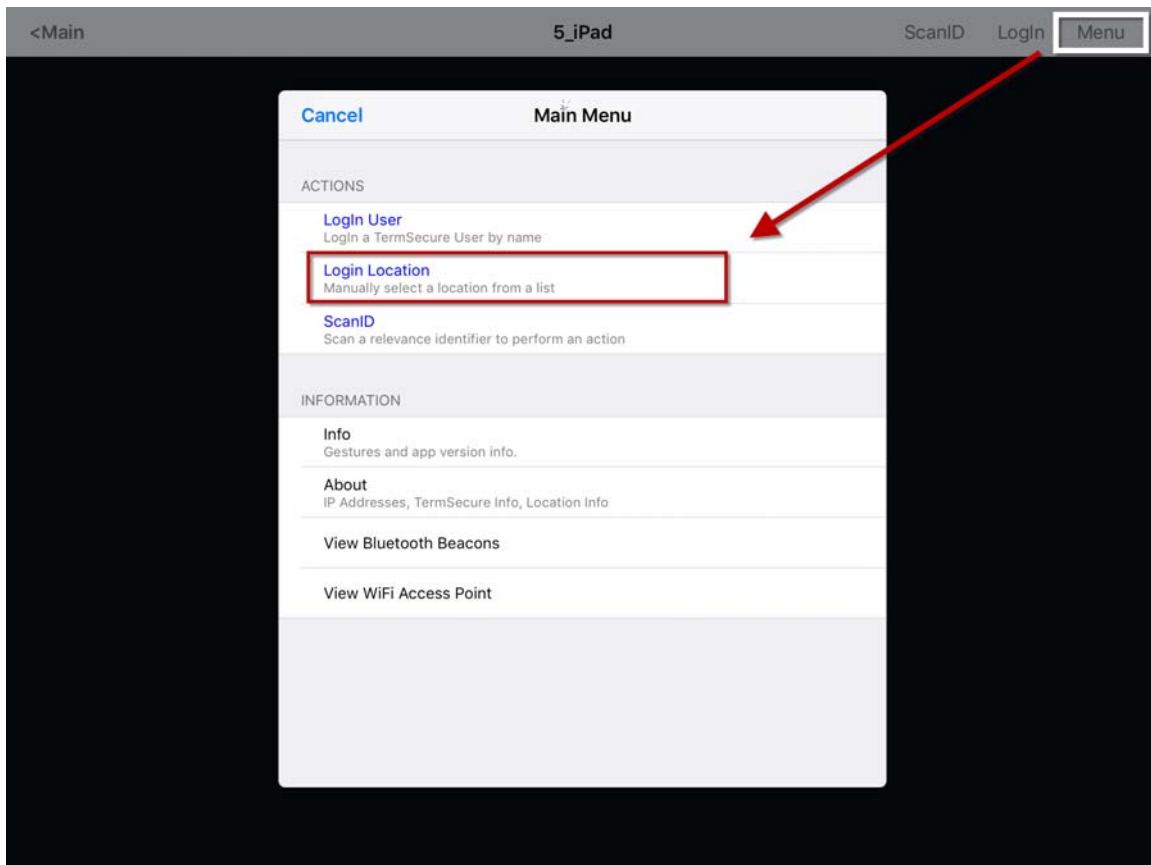 <Main 5_iPad ScanID LogIn Menu
Cancel Main Menu
ACTIONS
LogIn User
LogIn a TermSecure User by name
Login Location
Manually select a location from a list
ScanID
Scan a relevance identifier to perform an action
INFORMATION
Info
Gestures and app version info.
About
IP Addresses, TermSecure Info, Location Info
View Bluetooth Beacons
View WiFi Access Point